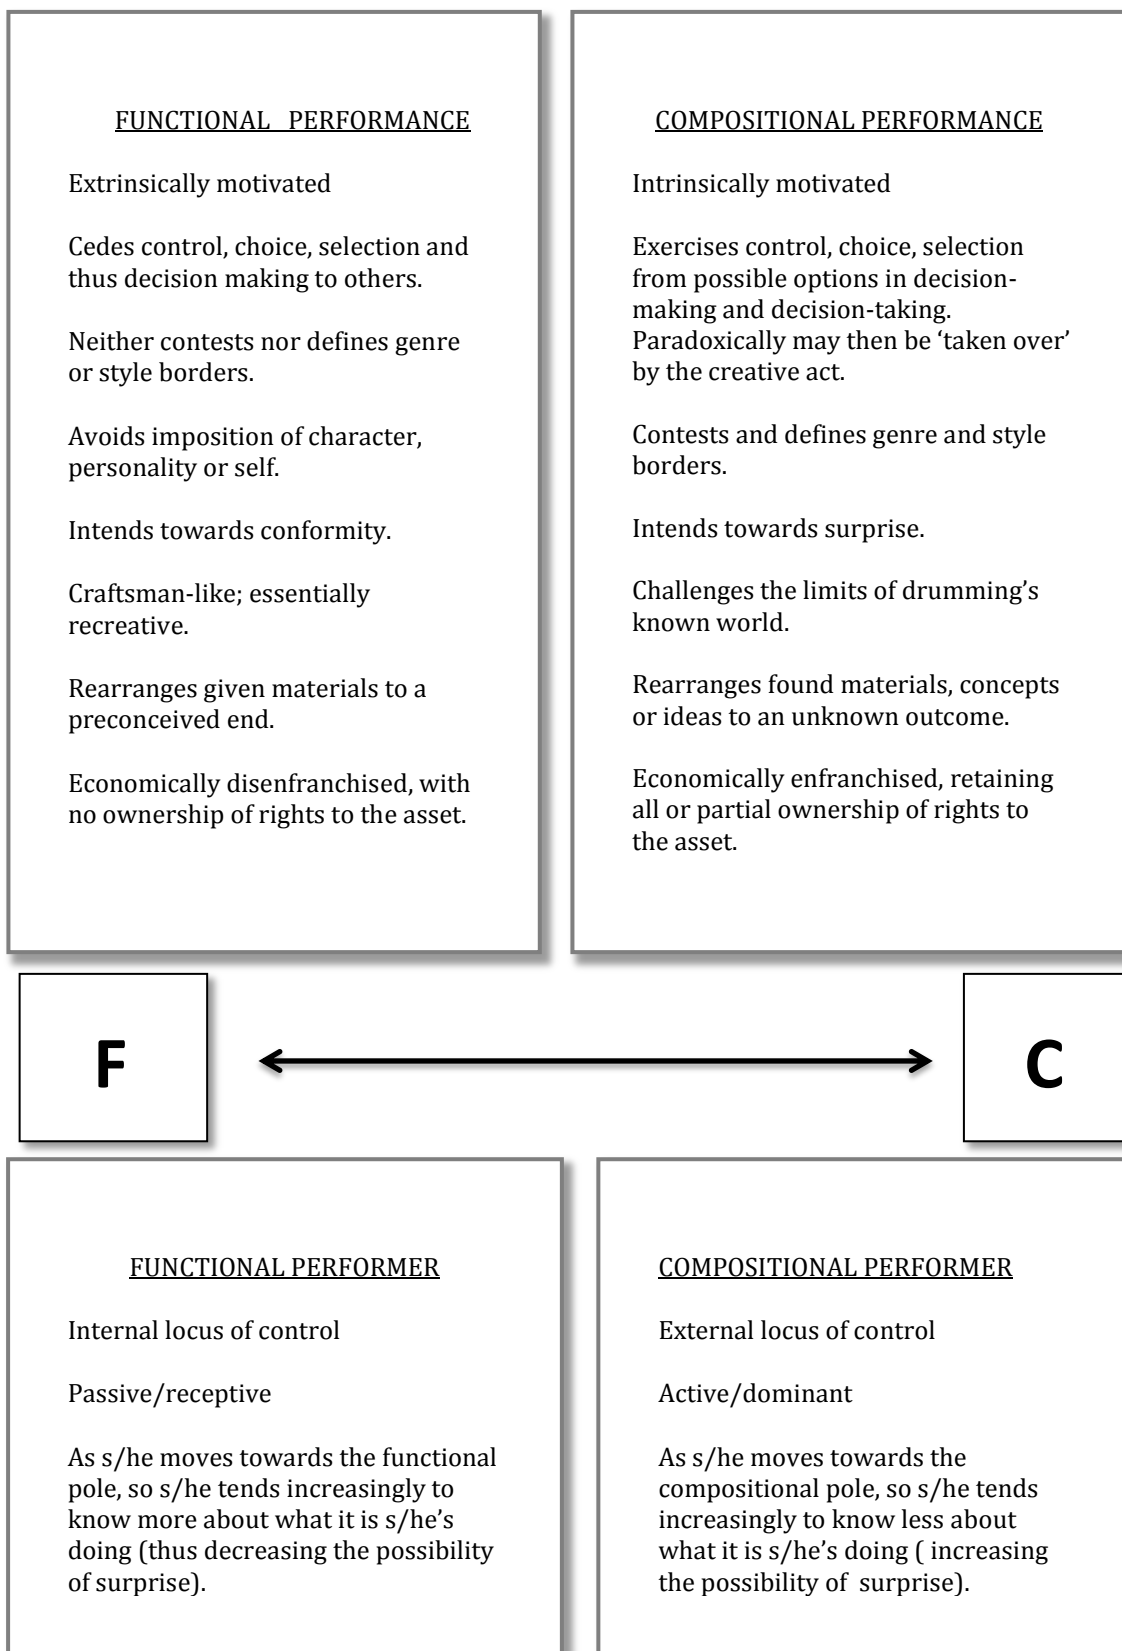 FUNCTIONAL PERFORMANCE
Extrinsically motivated
Cedes control, choice, selection and
thus decision making to others.
Neither contests nor defines genre
or style borders.
Avoids imposition of character,
personality or self.
Intends towards conformity.
Craftsman-like; essentially
recreative.
Rearranges given materials to a
preconceived end.
Economically disenfranchised, with
no ownership of rights to the asset.
COMPOSITIONAL PERFORMANCE
Intrinsically motivated
Exercises control, choice, selection
from possible options in decision-
making and decision-taking.
Paradoxically may then be ‘taken over’
by the creative act.
Contests and defines genre and style
borders.
Intends towards surprise.
Challenges the limits of drumming’s
known world.
Rearranges found materials, concepts
or ideas to an unknown outcome.
Economically enfranchised, retaining
all or partial ownership of rights to
the asset.
F
C
FUNCTIONAL PERFORMER
Internal locus of control
Passive/receptive
As s/he moves towards the functional
pole, so s/he tends increasingly to
know more about what it is s/he’s
doing (thus decreasing the possibility
of surprise).
COMPOSITIONAL PERFORMER
External locus of control
Active/dominant
As s/he moves towards the
compositional pole, so s/he tends
increasingly to know less about
what it is s/he’s doing ( increasing
the possibility of surprise).